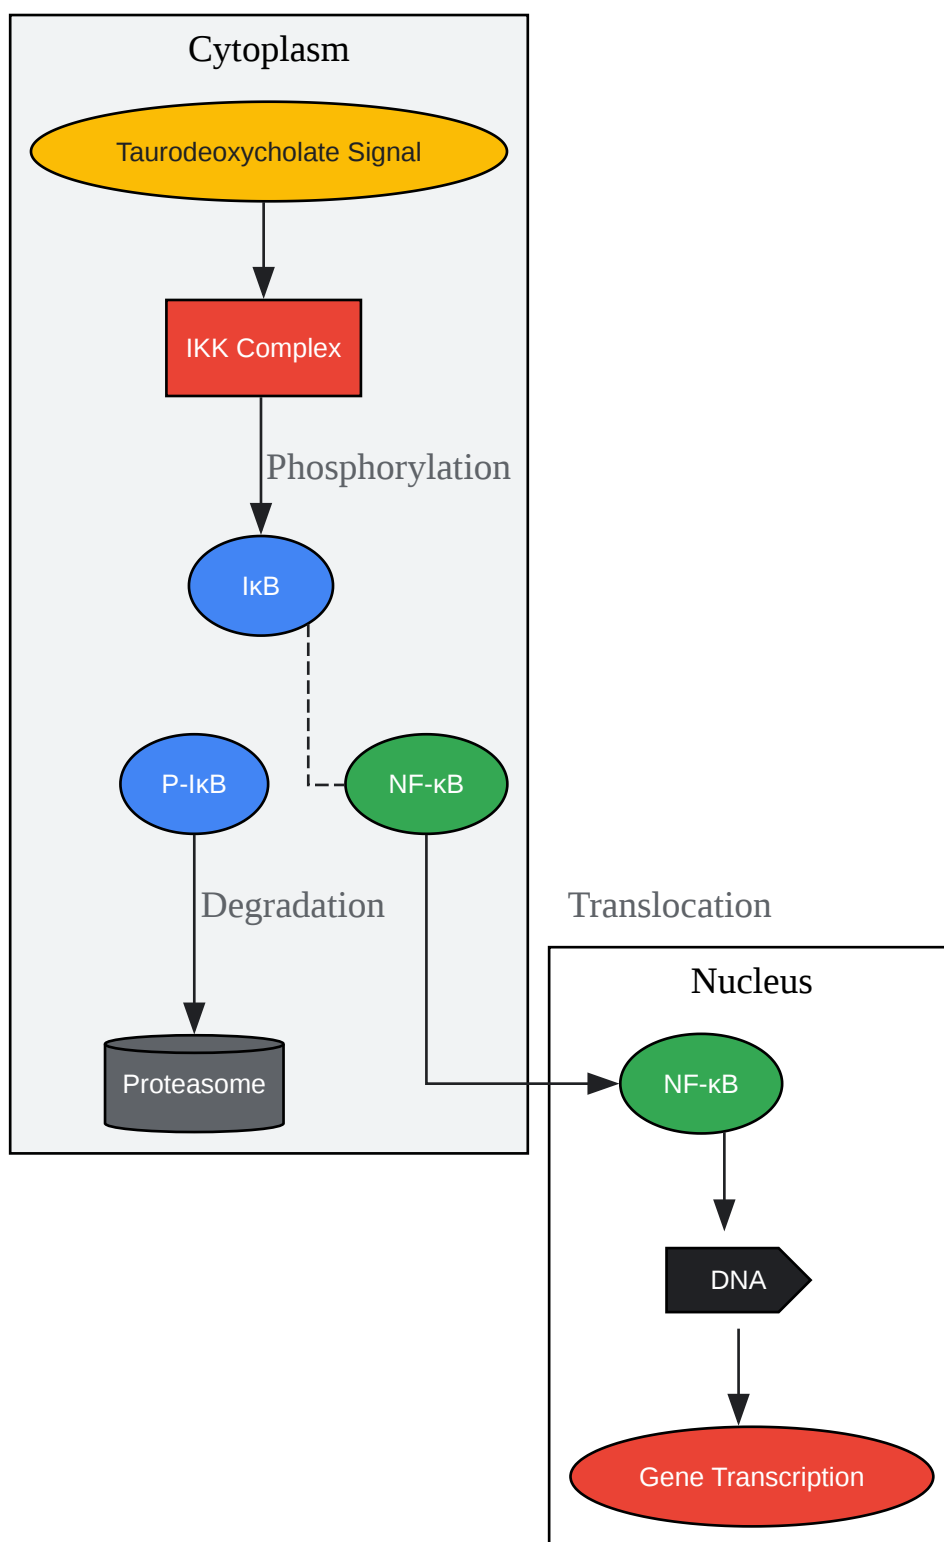 Cytoplasm
Taurodeoxycholate Signal
IKK Complex
Phosphorylation
IκB
P-IκB
NF-κB
Degradation
Translocation
Nucleus
Proteasome
NF-κB
DNA
Gene Transcription